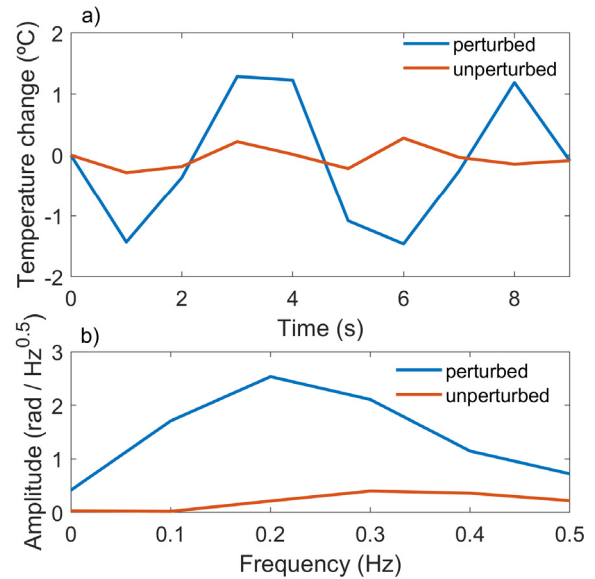 a)
Temperature change (ºC)
2
1
0
-1
-2
perturbed
unperturbed
0
2
4
6
8
Time (s)
b)
Amplitude (rad / Hz^0.5)
3
2
1
0
perturbed
unperturbed
0
0.1
0.2
0.3
0.4
0.5
Frequency (Hz)